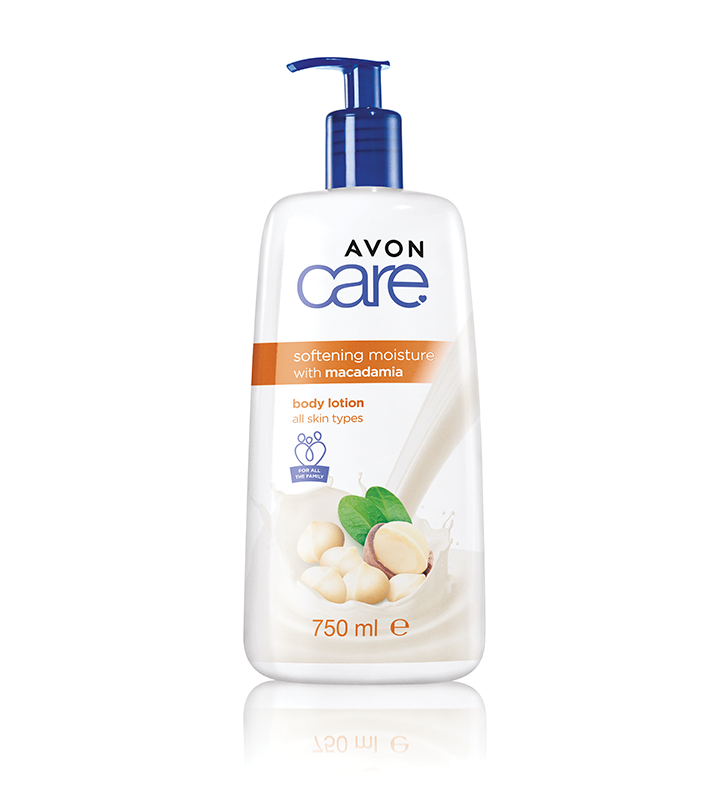 AVON
care
softening moisture
with macadamia
body lotion
all skin types
FOR ALL
THE FAMILY
750 ml ℮